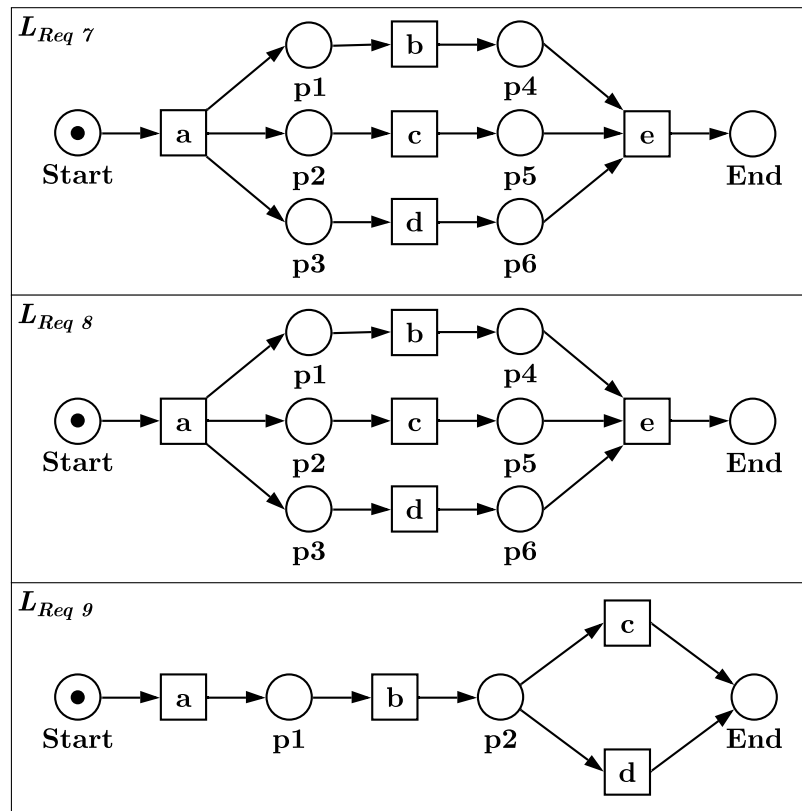 L_Req 7
p1 b p4
Start a p2 c p5 e End
p3 d p6
L_Req 8
p1 b p4
Start a p2 c p5 e End
p3 d p6
L_Req 9
c
Start a p1 b p2 End
d